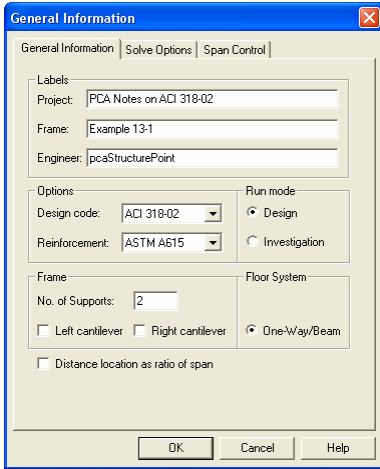 General Information
General Information Solve Options Span Control
Labels
Project: PCA Notes on ACI 318-02
Frame: Example 13-1
Engineer: pcaStructurePoint
Options Run mode
Design code: ACI 318-02 Design
Reinforcement: ASTM A615 Investigation
Frame Floor System
No. of Supports: 2
Left cantilever Right cantilever One-Way/Beam
Distance location as ratio of span
OK Cancel Help